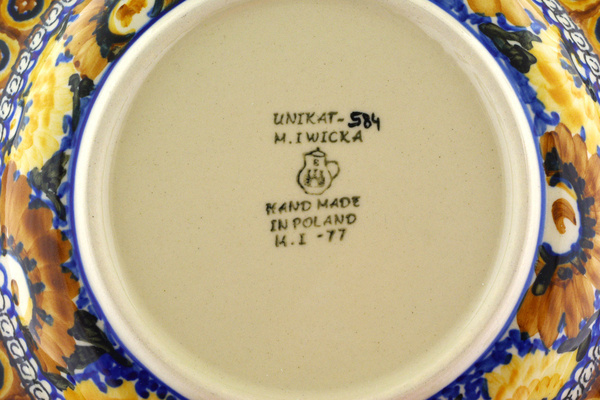 UNIKAT-584
M.IWICKA
HAND MADE
IN POLAND
K.I -77